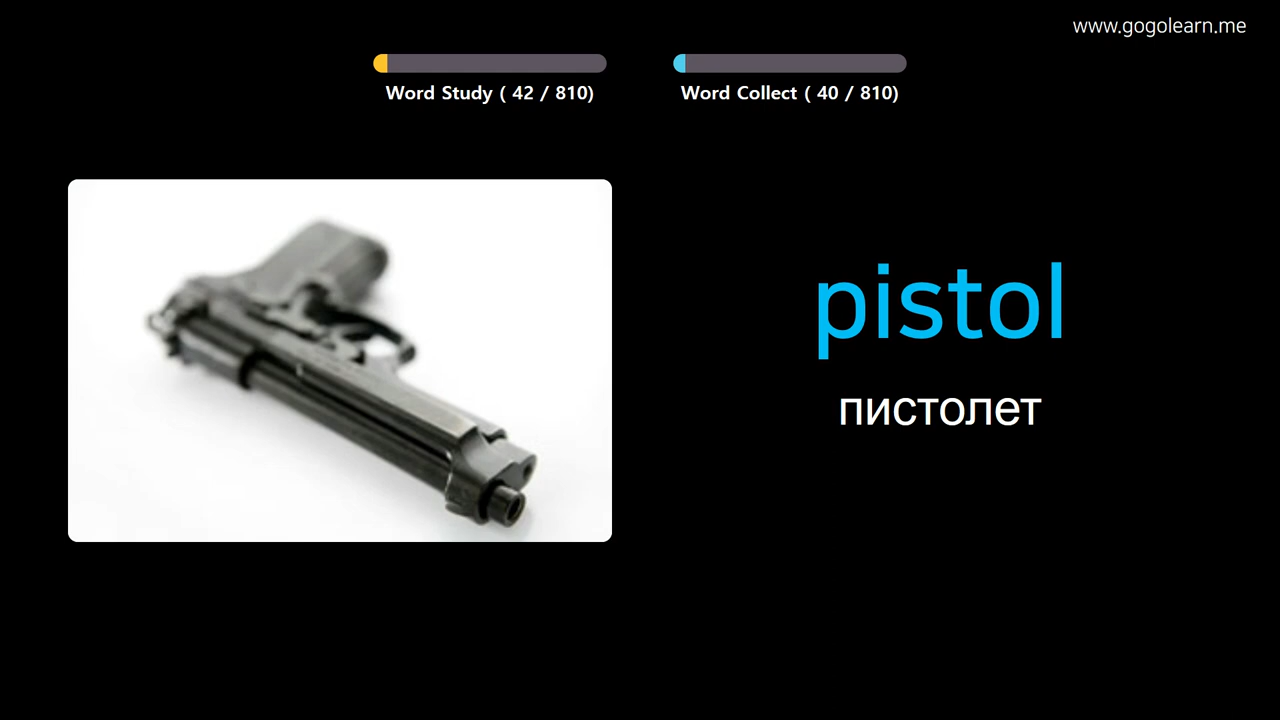 www.gogolearn.me
Word Study ( 42 / 810)
Word Collect ( 40 / 810)
pistol
пистолет